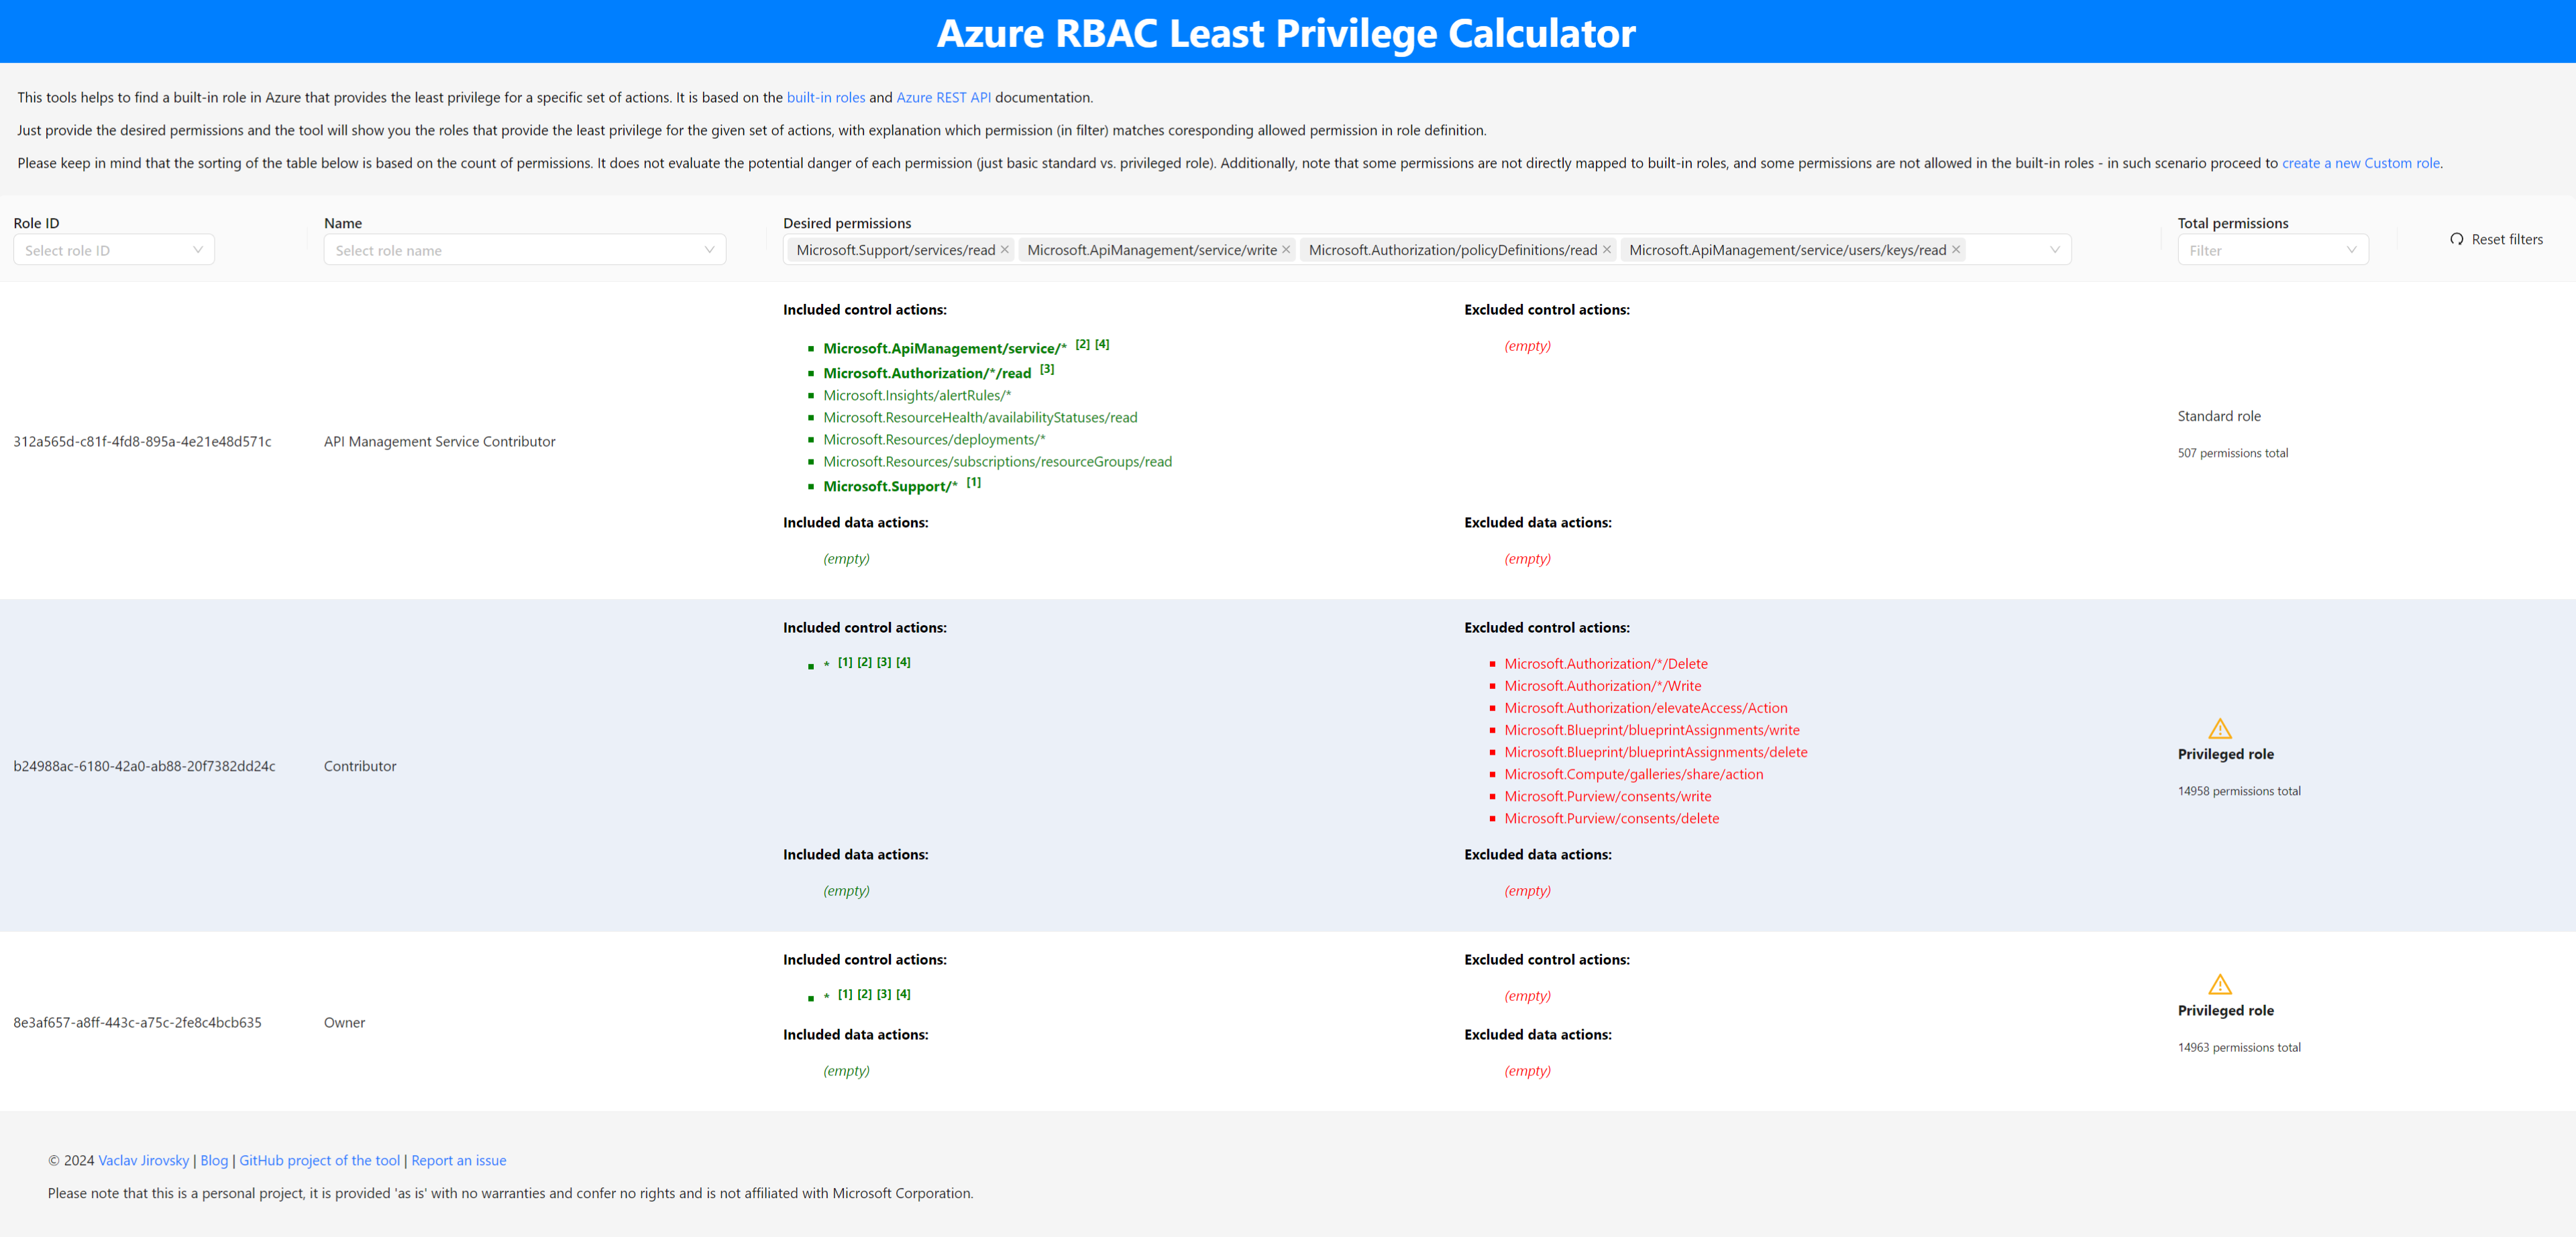 Azure RBAC Least Privilege Calculator
This tools helps to find a built-in role in Azure that provides the least privilege for a specific set of actions. It is based on the built-in roles and Azure REST API documentation.
Just provide the desired permissions and the tool will show you the roles that provide the least privilege for the given set of actions, with explanation which permission (in filter) matches coresponding allowed permission in role definition.
Please keep in mind that the sorting of the table below is based on the count of permissions. It does not evaluate the potential danger of each permission (just basic standard vs. privileged role). Additionally, note that some permissions are not directly mapped to built-in roles, and some permissions are not allowed in the built-in roles - in such scenario proceed to create a new Custom role.
Role ID
Select role ID
Name
Select role name
Desired permissions
Microsoft.Support/services/read Microsoft.ApiManagement/service/write Microsoft.Authorization/policyDefinitions/read Microsoft.ApiManagement/service/users/keys/read
Total permissions
Filter
Reset filters
312a565d-c81f-4fd8-895a-4e21e48d571c
API Management Service Contributor
Included control actions:
Microsoft.ApiManagement/service/* [2] [4]
Microsoft.Authorization/*/read [3]
Microsoft.Insights/alertRules/*
Microsoft.ResourceHealth/availabilityStatuses/read
Microsoft.Resources/deployments/*
Microsoft.Resources/subscriptions/resourceGroups/read
Microsoft.Support/* [1]
Included data actions:
(empty)
Excluded control actions:
(empty)
Excluded data actions:
(empty)
Standard role
507 permissions total
b24988ac-6180-42a0-ab88-20f7382dd24c
Contributor
Included control actions:
* [1] [2] [3] [4]
Included data actions:
(empty)
Excluded control actions:
Microsoft.Authorization/*/Delete
Microsoft.Authorization/*/Write
Microsoft.Authorization/elevateAccess/Action
Microsoft.Blueprint/blueprintAssignments/write
Microsoft.Blueprint/blueprintAssignments/delete
Microsoft.Compute/galleries/share/action
Microsoft.Purview/consents/write
Microsoft.Purview/consents/delete
Excluded data actions:
(empty)
Privileged role
14958 permissions total
8e3af657-a8ff-443c-a75c-2fe8c4bcb635
Owner
Included control actions:
* [1] [2] [3] [4]
Included data actions:
(empty)
Excluded control actions:
(empty)
Excluded data actions:
(empty)
Privileged role
14963 permissions total
© 2024 Vaclav Jirovsky | Blog | GitHub project of the tool | Report an issue
Please note that this is a personal project, it is provided 'as is' with no warranties and confer no rights and is not affiliated with Microsoft Corporation.